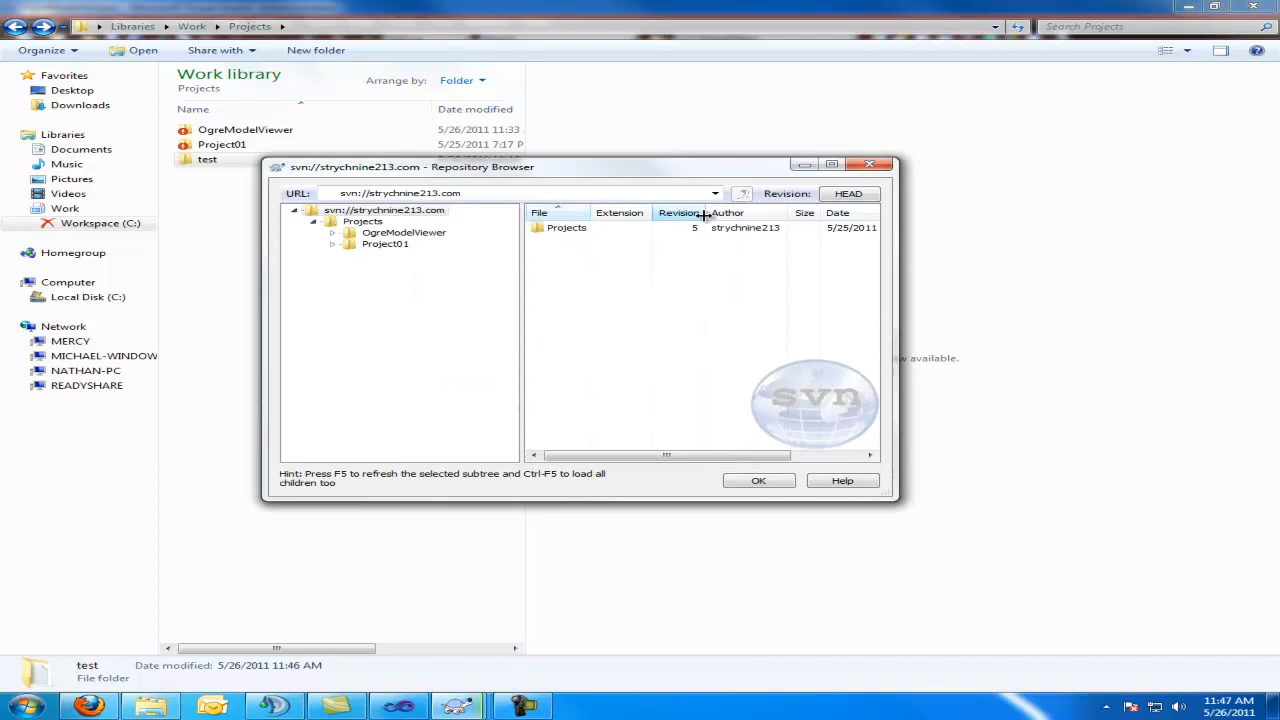 Libraries Work Projects Search Projects
Organize Open Share with New folder
Favorites
Desktop
Downloads
Libraries
Documents
Music
Pictures
Videos
Work
Workspace (C:)
Homegroup
Computer
Local Disk (C:)
Network
MERCY
MICHAEL-WINDOW
NATHAN-PC
READYSHARE
Work library
Projects
Arrange by: Folder
Name Date modified
OgreModelViewer 5/26/2011 11:33
Project01 5/25/2011 7:17 P
test
svn://strychnine213.com - Repository Browser
URL: svn://strychnine213.com Revision: HEAD
svn://strychnine213.com
Projects
OgreModelViewer
Project01
File Extension Revision Author Size Date
Projects 5 strychnine213 5/25/2011
svn
Hint: Press F5 to refresh the selected subtree and Ctrl-F5 to load all
children too
OK Help
available.
test Date modified: 5/26/2011 11:46 AM
File folder
11:47 AM
5/26/2011